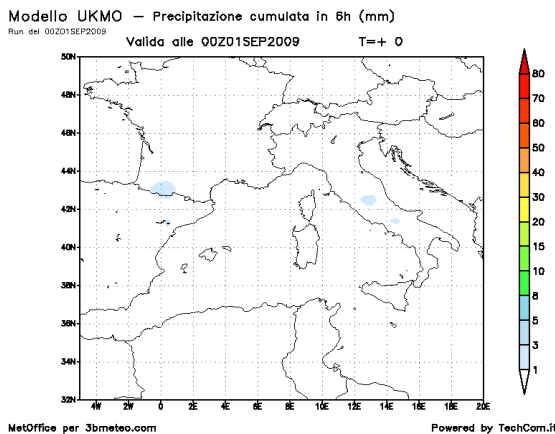 Modello UKMO – Precipitazione cumulata in 6h (mm)
Run del 00Z01SEP2009
Valida alle 00Z01SEP2009 T=+ 0
50N
48N
46N
44N
42N
40N
38N
36N
34N
32N
4W 2W 0 2E 4E 6E 8E 10E 12E 14E 16E 18E 20E
80
70
60
50
40
30
20
15
10
8
5
3
1
MetOffice per 3bmeteo.com Powered by TechCom.it